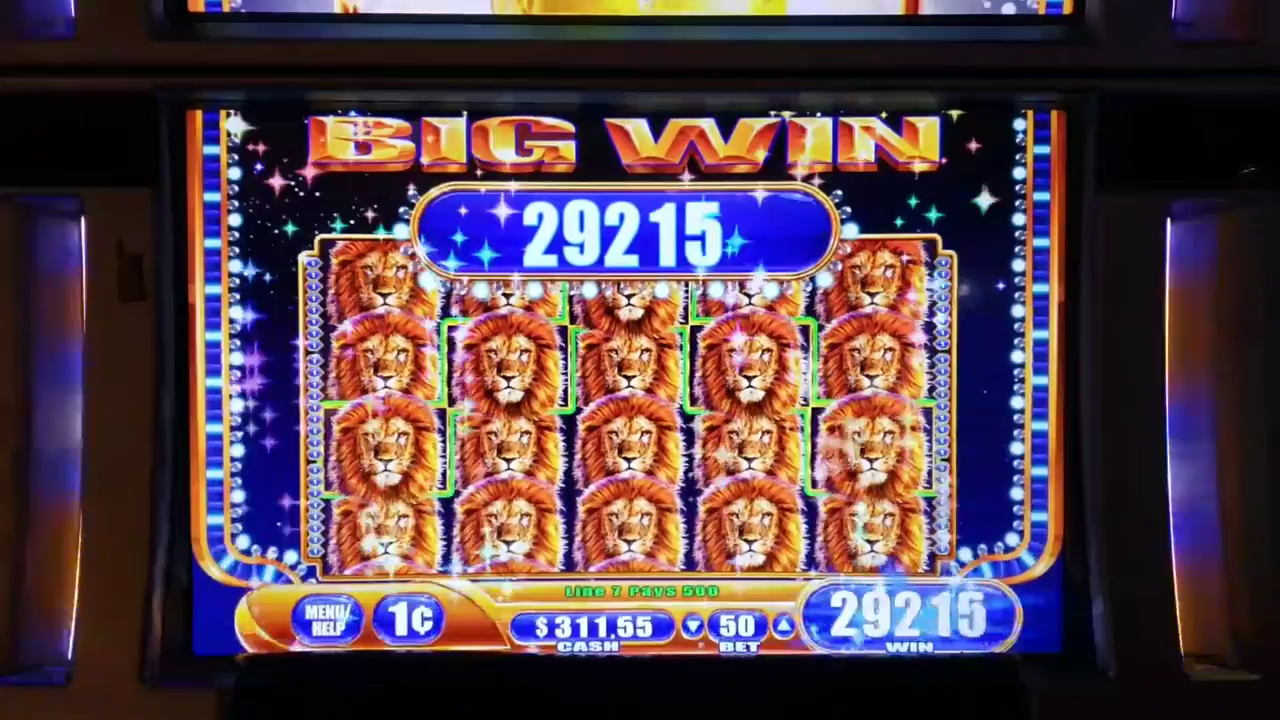 BIG WIN
29215
Line 7 Pays 500
MENU/
HELP
1¢
$311.55
CASH
50
BET
29215
WIN